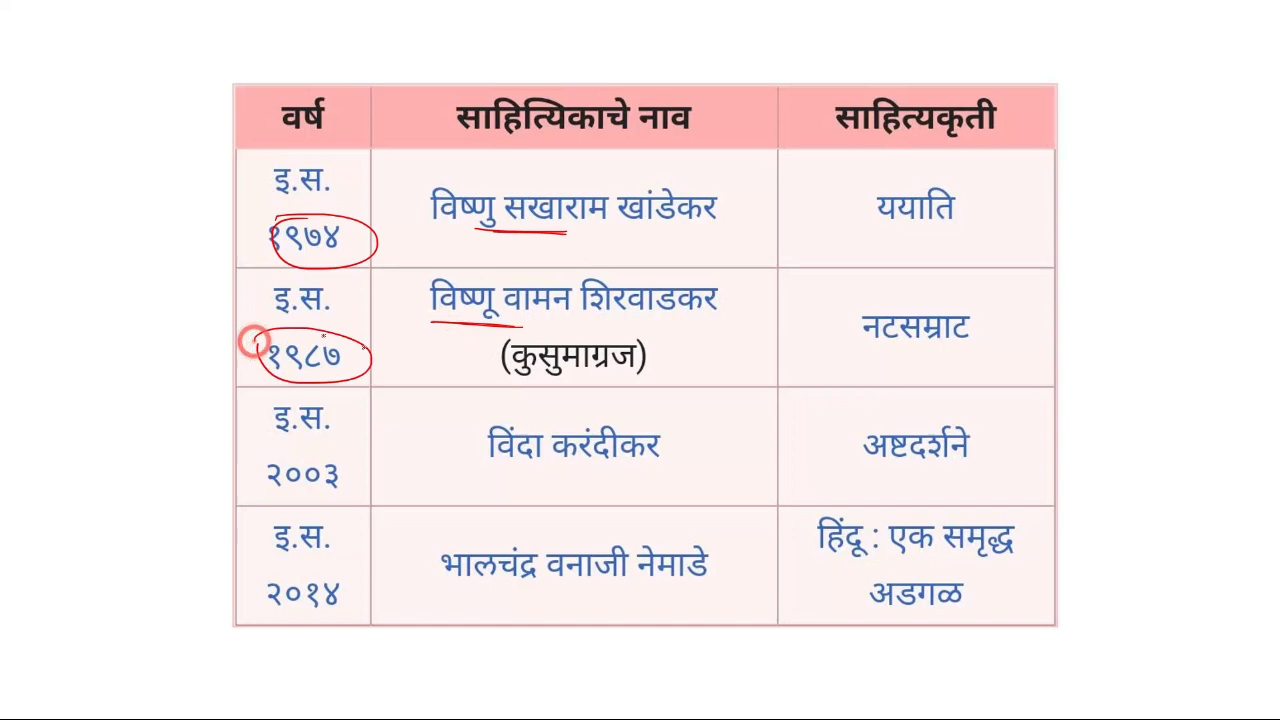 वर्ष साहित्यिकाचे नाव साहित्यकृती
इ.स.
१९७४
विष्णु सखाराम खांडेकर
ययाति
इ.स.
१९८७
विष्णू वामन शिरवाडकर
(कुसुमाग्रज)
नटसम्राट
इ.स.
२००३
विंदा करंदीकर
अष्टदर्शने
इ.स.
२०१४
भालचंद्र वनाजी नेमाडे
हिंदू : एक समृद्ध
अडगळ